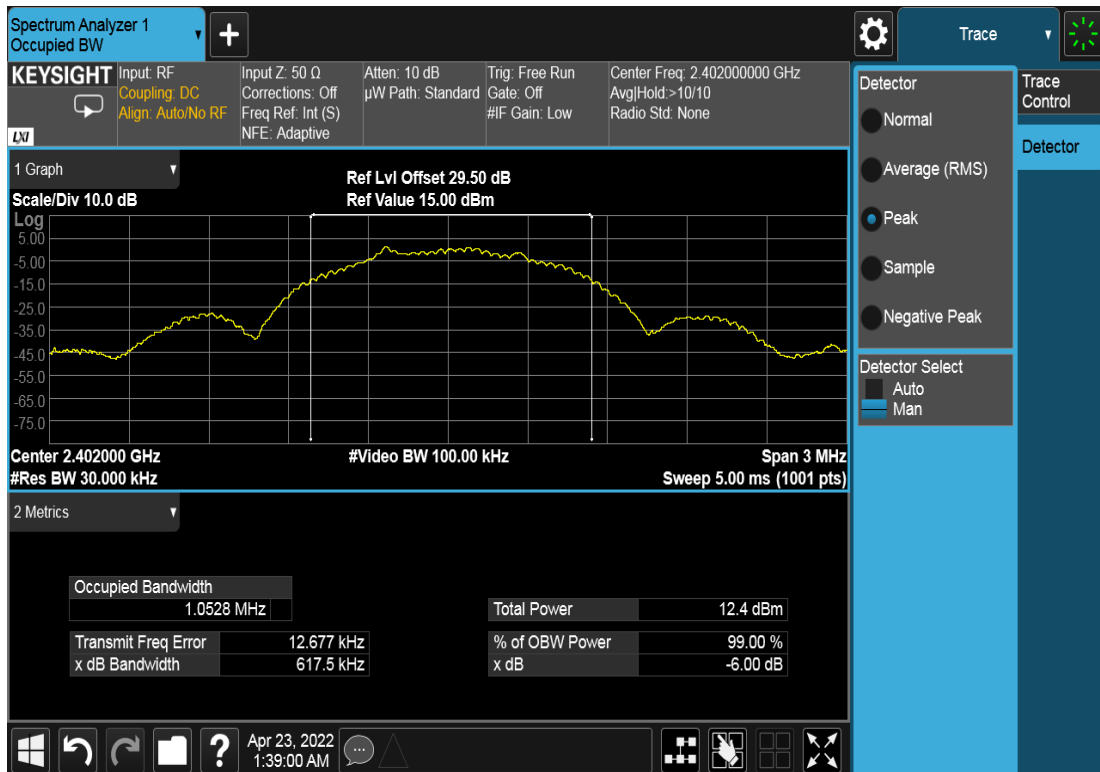 Spectrum Analyzer 1
Occupied BW
+
Trace
KEYSIGHT
LXI
Input: RF
Coupling: DC
Align: Auto/No RF
Input Z: 50 Ω
Corrections: Off
Freq Ref: Int (S)
NFE: Adaptive
Atten: 10 dB
µW Path: Standard
Trig: Free Run
Gate: Off
#IF Gain: Low
Center Freq: 2.402000000 GHz
Avg|Hold:>10/10
Radio Std: None
1 Graph
Scale/Div 10.0 dB
Ref Lvl Offset 29.50 dB
Ref Value 15.00 dBm
Log
5.00
-5.00
-15.0
-25.0
-35.0
-45.0
-55.0
-65.0
-75.0
Center 2.402000 GHz
#Res BW 30.000 kHz
#Video BW 100.00 kHz
Span 3 MHz
Sweep 5.00 ms (1001 pts)
2 Metrics
Occupied Bandwidth
1.0528 MHz
Transmit Freq Error 12.677 kHz
x dB Bandwidth 617.5 kHz
Total Power 12.4 dBm
% of OBW Power 99.00 %
x dB -6.00 dB
Detector
Normal
Average (RMS)
Peak
Sample
Negative Peak
Detector Select
Auto
Man
Trace
Control
Detector
?
Apr 23, 2022
1:39:00 AM